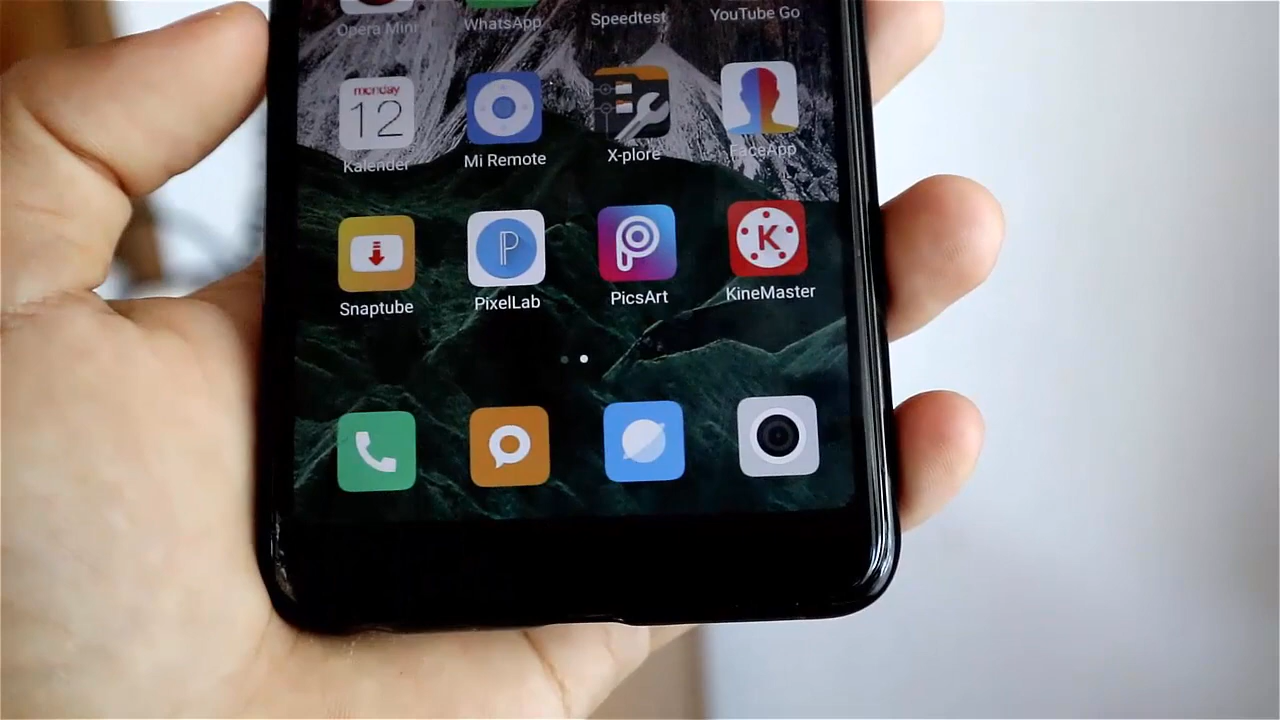 Opera Mini
WhatsApp
Speedtest
YouTube Go
monday
12
Kalender
Mi Remote
X-plore
FaceApp
Snaptube
P
PixelLab
PicsArt
K
KineMaster